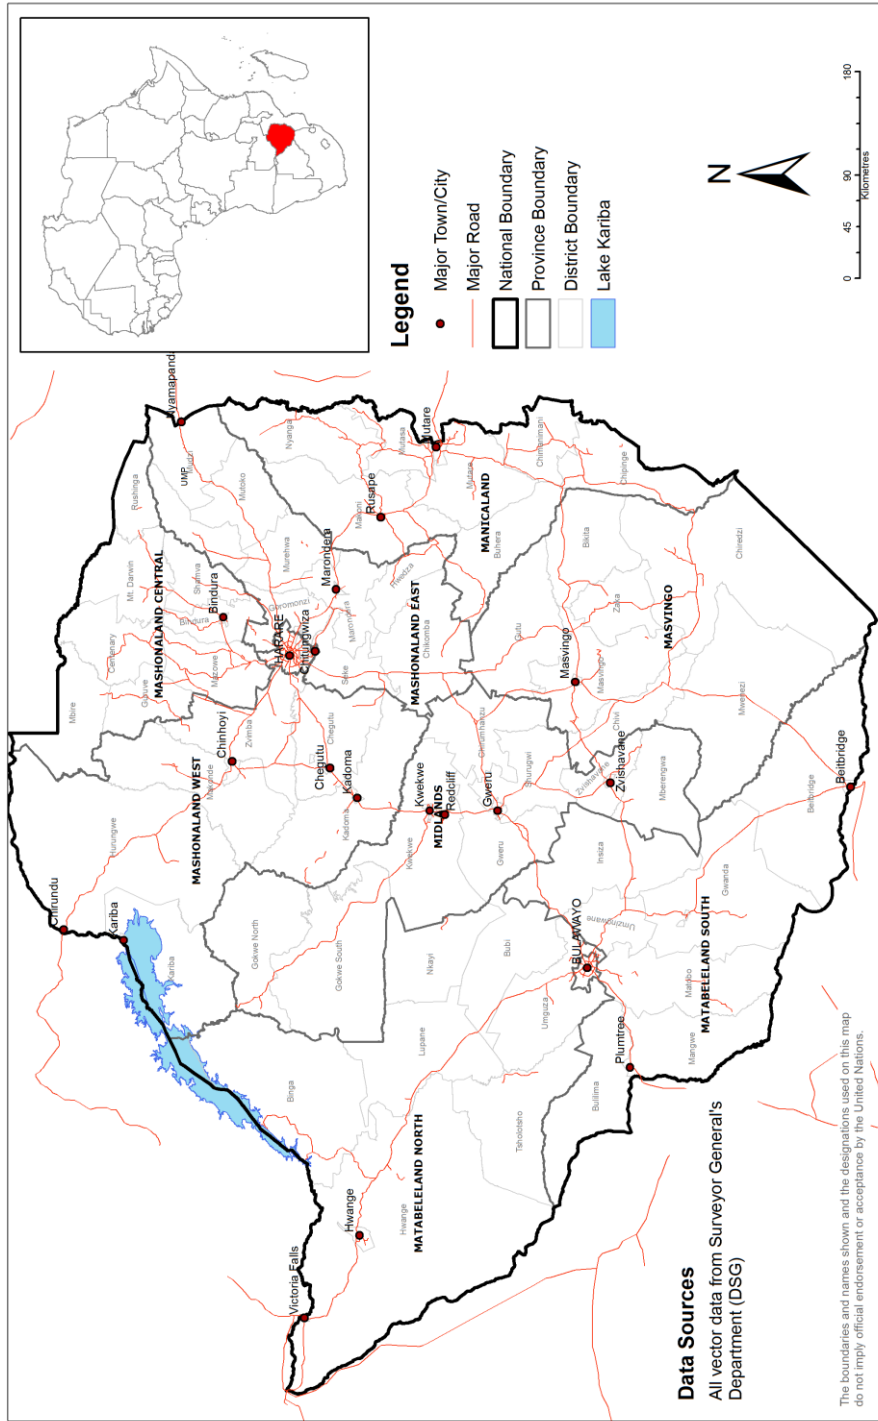 Legend
Major Town/City
Major Road
National Boundary
Province Boundary
District Boundary
Lake Kariba
N
0 45 90 180
Kilometres
Chirundu
Kariba
Kariba
Hurungwe
MASHONALAND WEST
Makonde
Chinhoyi
Zvimba
Chegutu
Chegutu
Kadoma
Kadoma
Mbire
Guruve
Centenary
Mt. Darwin
Rushinga
MASHONALAND CENTRAL
Mazowe
Bindura
Bindura
Shamva
UMP
Mudzi
Mutoko
Murehwa
Goromonzi
HARARE
Chitungwiza
Seke
Marondera
Marondera
MASHONALAND EAST
Chikomba
Hwedza
Nyanga
Makoni
Rusape
Mutasa
Mutare
MANICALAND
Buhera
Chimanimani
Chipinge
Gokwe North
Gokwe South
Kwekwe
Kwekwe
Redcliff
MIDLANDS
Gweru
Gweru
Chirumhanzu
Shurugwi
Zvishavane
Zvishavane
Mberengwa
Gutu
Bikita
Zaka
Masvingo
Masvingo
MASVINGO
Chivi
Chiredzi
Mwenezi
Victoria Falls
Hwange
Hwange
Binga
MATABELELAND NORTH
Lupane
Nkayi
Bubi
Umguza
Tsholotsho
BULAWAYO
Bulilima
Plumtree
Mangwe
Matobo
MATABELELAND SOUTH
Umzingwane
Insiza
Gwanda
Beitbridge
Beitbridge
Data Sources
All vector data from Surveyor General's
Department (DSG)
The boundaries and names shown and the designations used on this map
do not imply official endorsement or acceptance by the United Nations.